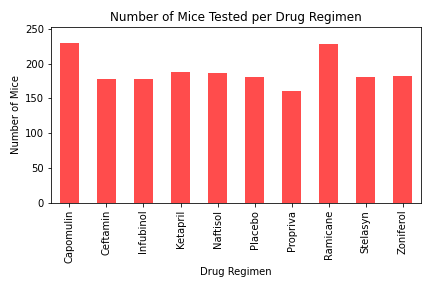 Number of Mice Tested per Drug Regimen
250
200
150
100
50
0
Number of Mice
Capomulin
Ceftamin
Infubinol
Ketapril
Naftisol
Placebo
Propriva
Ramicane
Stelasyn
Zoniferol
Drug Regimen